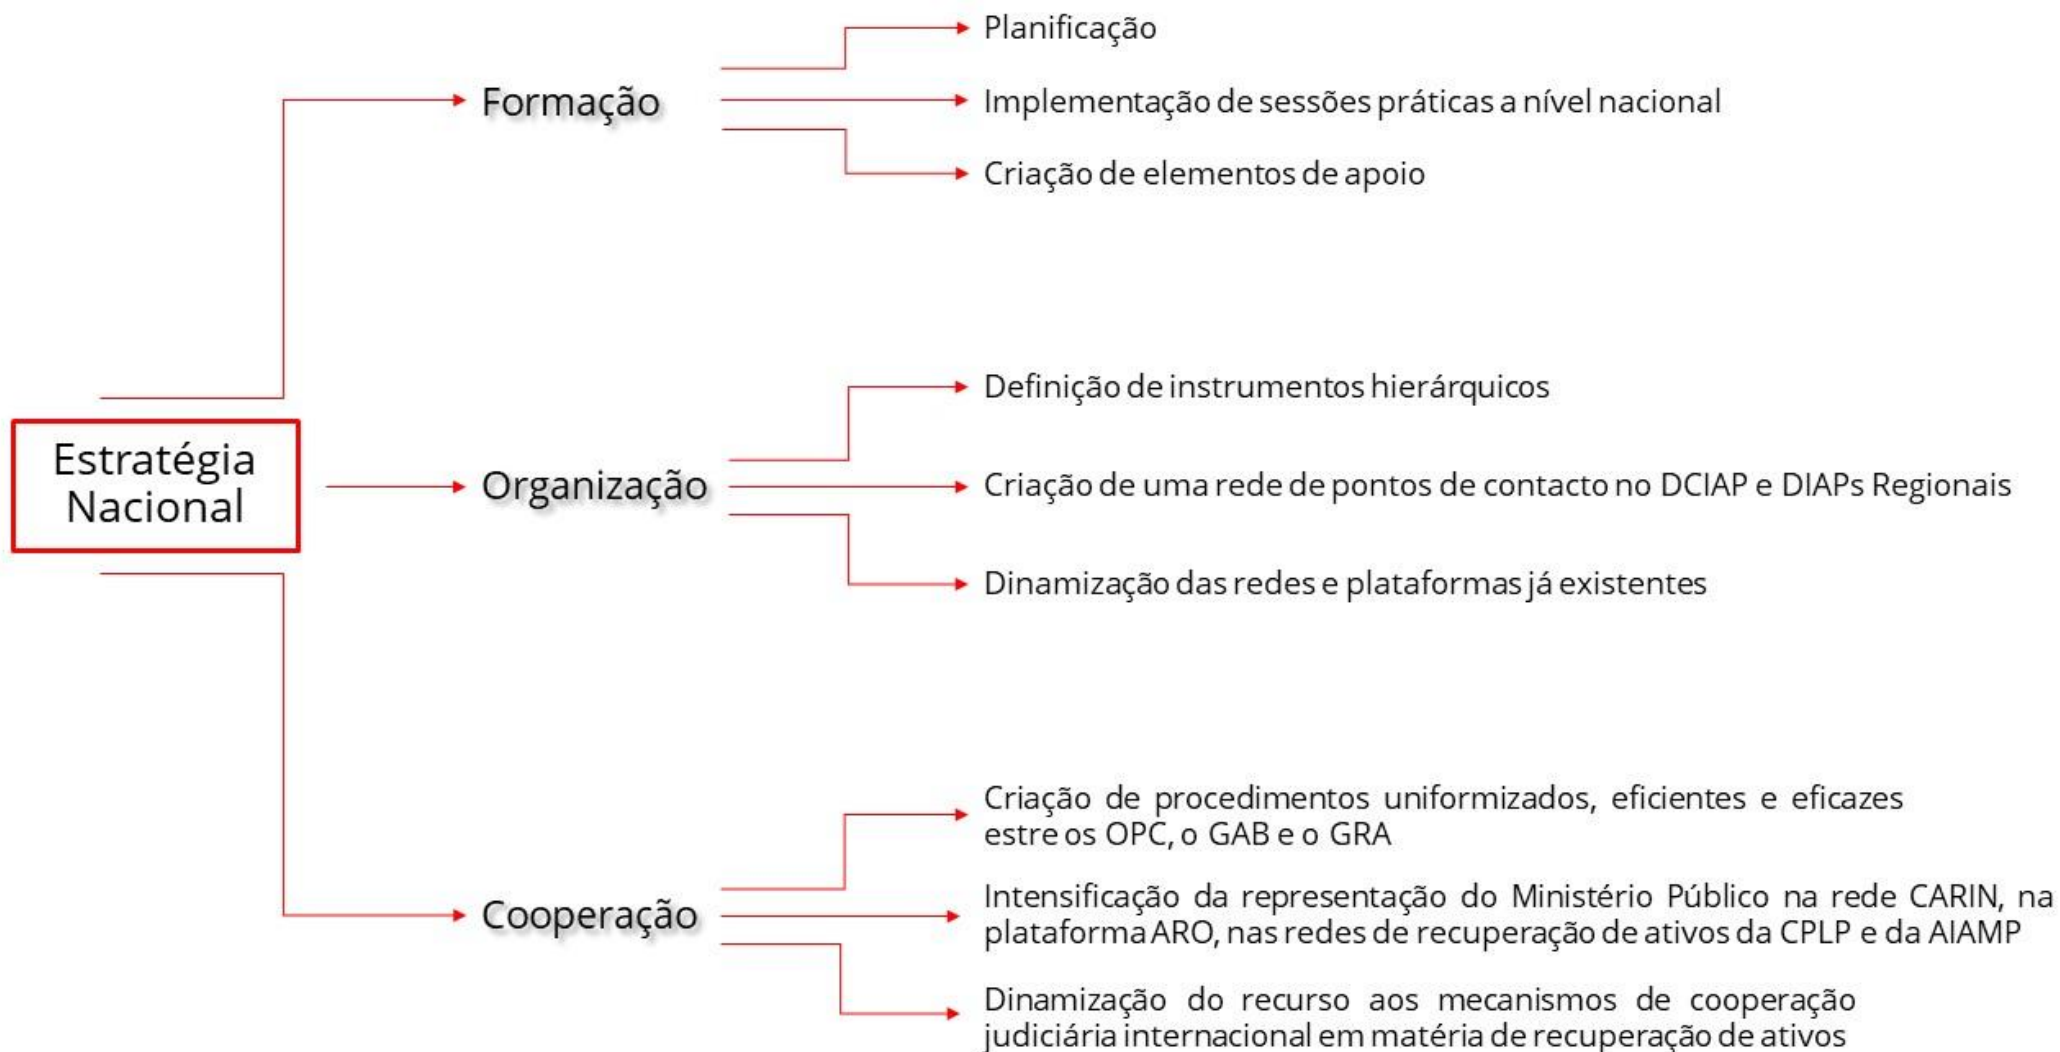 Estratégia
Nacional
Formação
Planificação
Implementação de sessões práticas a nível nacional
Criação de elementos de apoio
Organização
Definição de instrumentos hierárquicos
Criação de uma rede de pontos de contacto no DCIAP e DIAPs Regionais
Dinamização das redes e plataformas já existentes
Cooperação
Criação de procedimentos uniformizados, eficientes e eficazes
estre os OPC, o GAB e o GRA
Intensificação da representação do Ministério Público na rede CARIN, na
plataforma ARO, nas redes de recuperação de ativos da CPLP e da AIAMP
Dinamização do recurso aos mecanismos de cooperação
judiciária internacional em matéria de recuperação de ativos